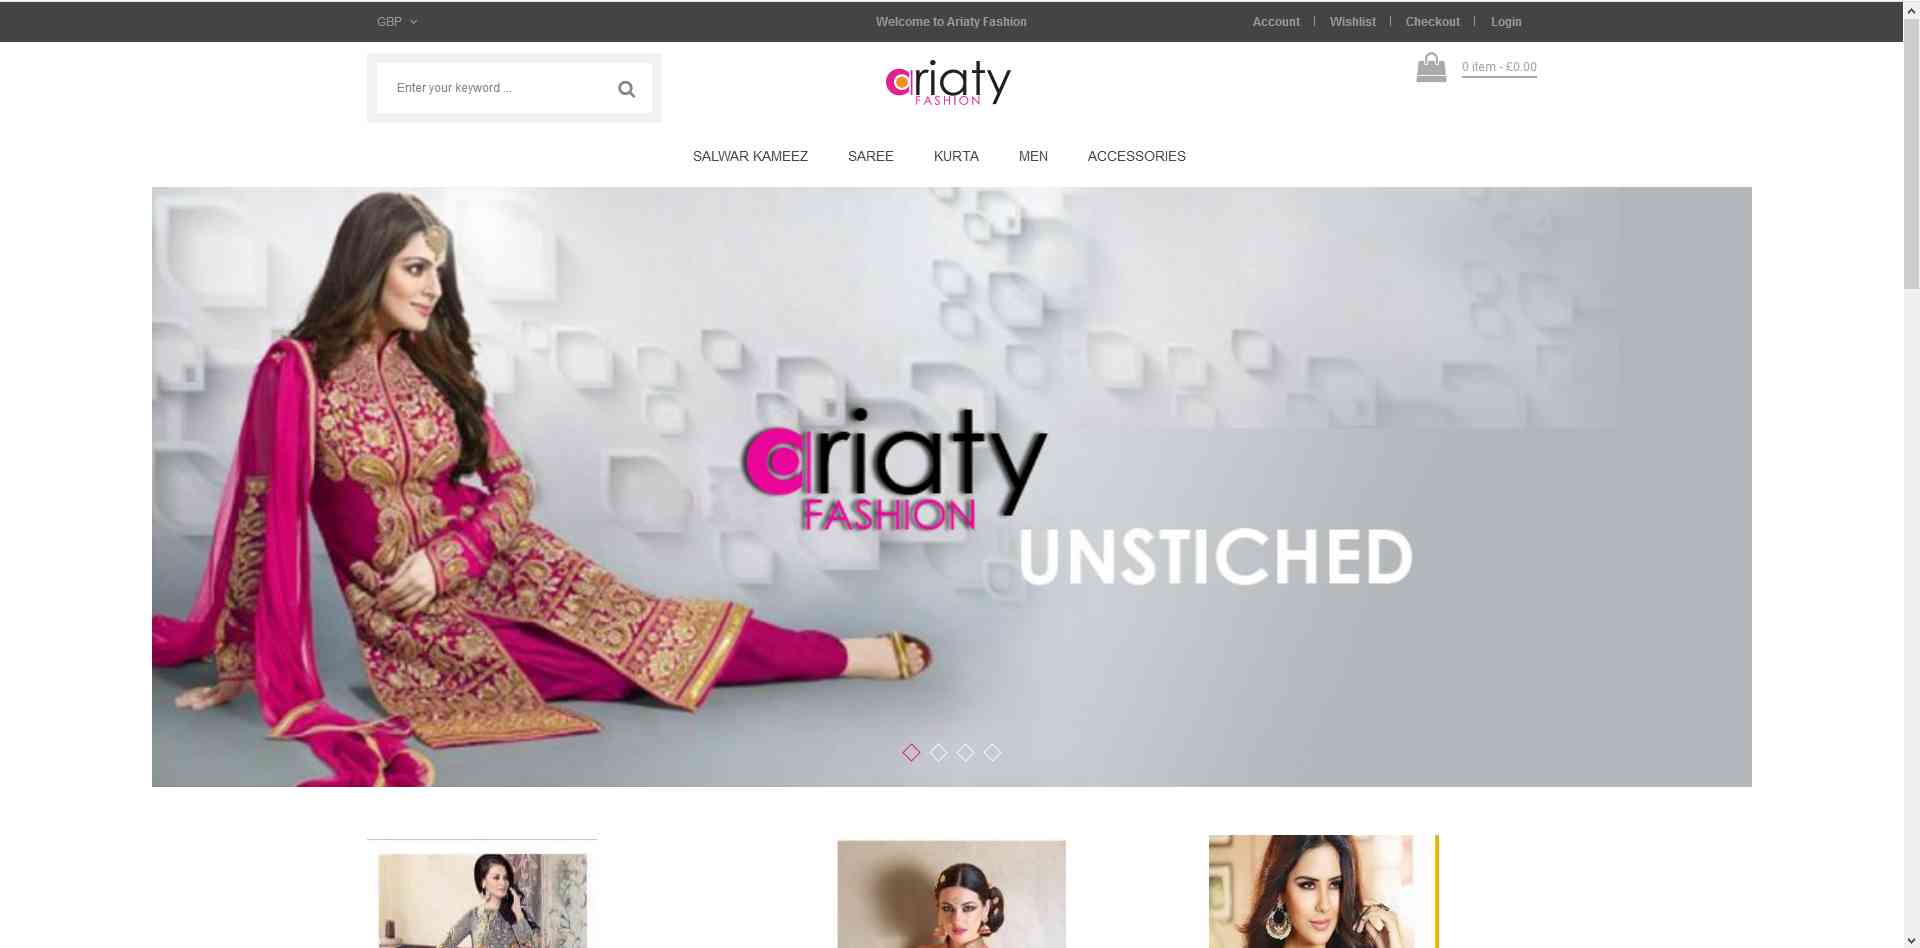 GBP
Welcome to Ariaty Fashion
Account | Wishlist | Checkout | Login
Enter your keyword ...
ariaty
FASHION
0 item - £0.00
SALWAR KAMEEZ SAREE KURTA MEN ACCESSORIES
ariaty
FASHION
UNSTICHED